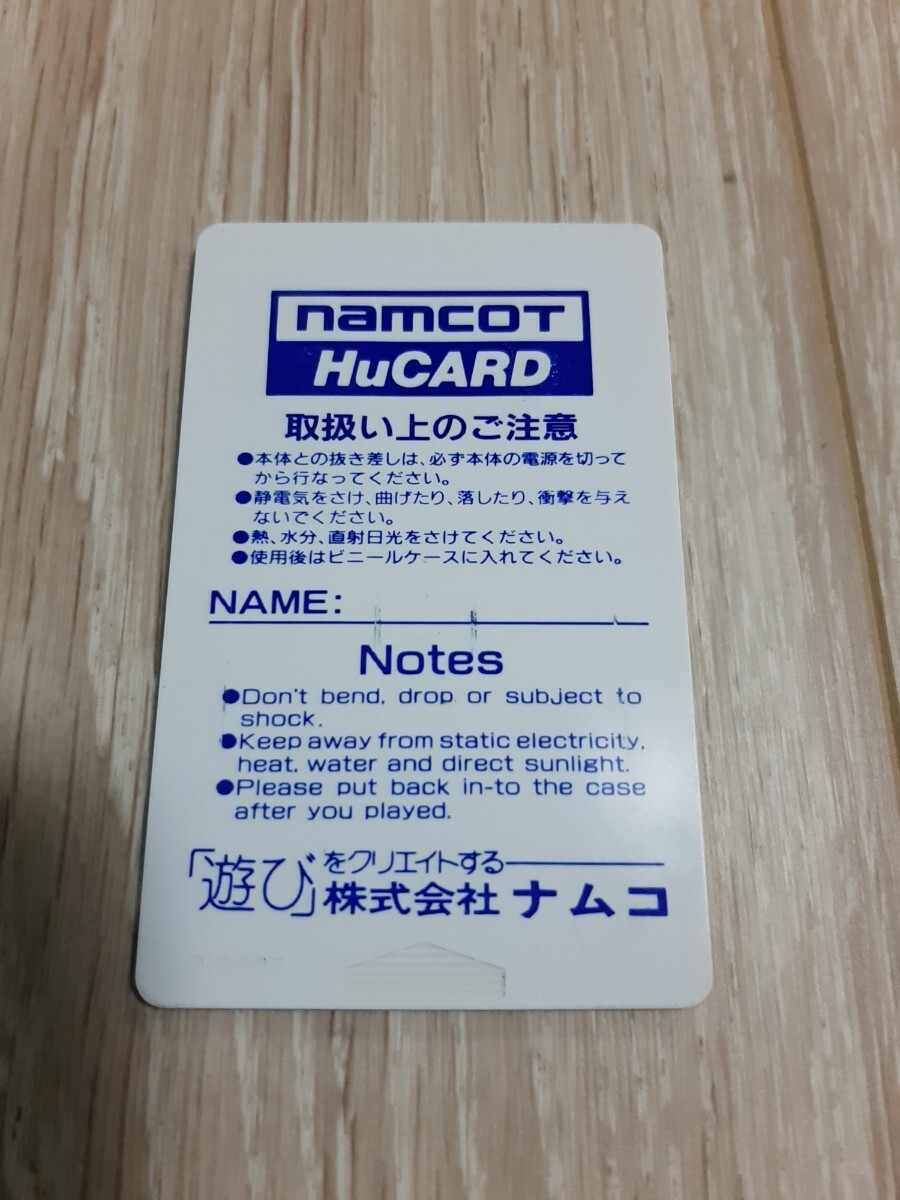 namcoT
HuCARD
取扱い上のご注意
●本体との抜き差しは、必ず本体の電源を切って
から行なってください。
●静電気をさけ、曲げたり、落したり、衝撃を与え
ないでください。
●熱、水分、直射日光をさけてください。
●使用後はビニールケースに入れてください。
NAME:
Notes
●Don't bend, drop or subject to
shock.
●Keep away from static electricity,
heat, water and direct sunlight.
●Please put back in-to the case
after you played.
「遊び」をクリエイトする
株式会社ナムコ